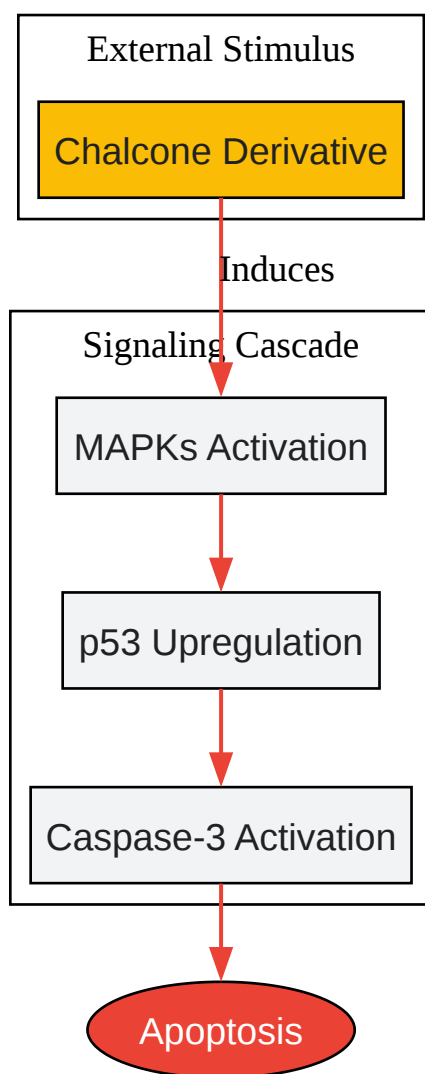 External Stimulus
Chalcone Derivative
Induces
Signaling Cascade
MAPKs Activation
p53 Upregulation
Caspase-3 Activation
Apoptosis